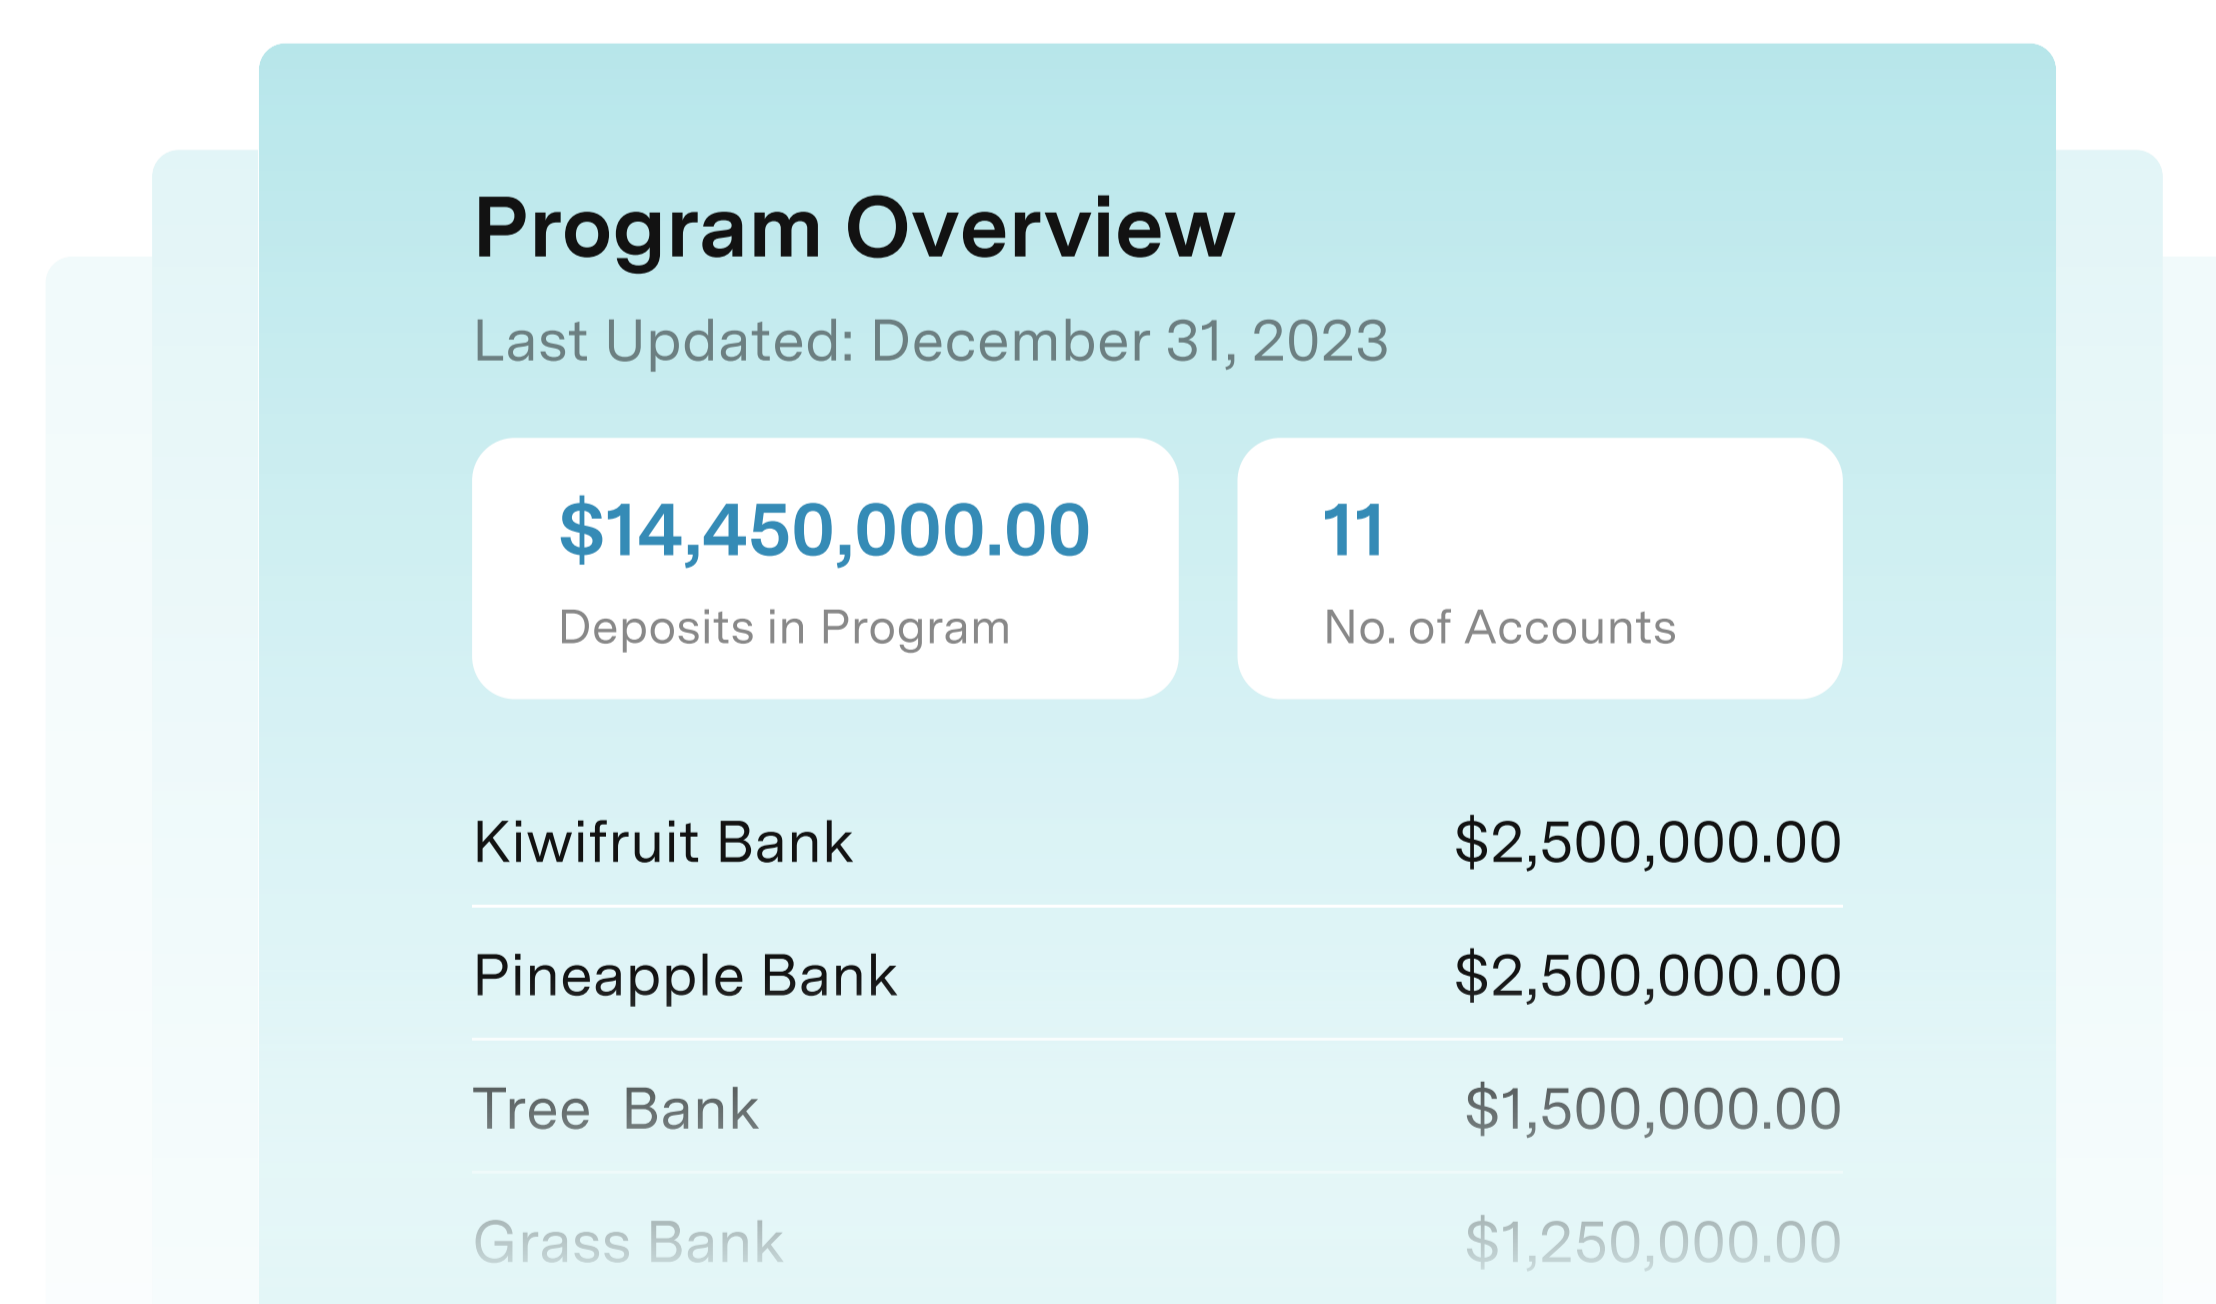 Program Overview
Last Updated: December 31, 2023
$14,450,000.00
Deposits in Program
11
No. of Accounts
Kiwifruit Bank $2,500,000.00
Pineapple Bank $2,500,000.00
Tree  Bank $1,500,000.00
Grass Bank $1,250,000.00